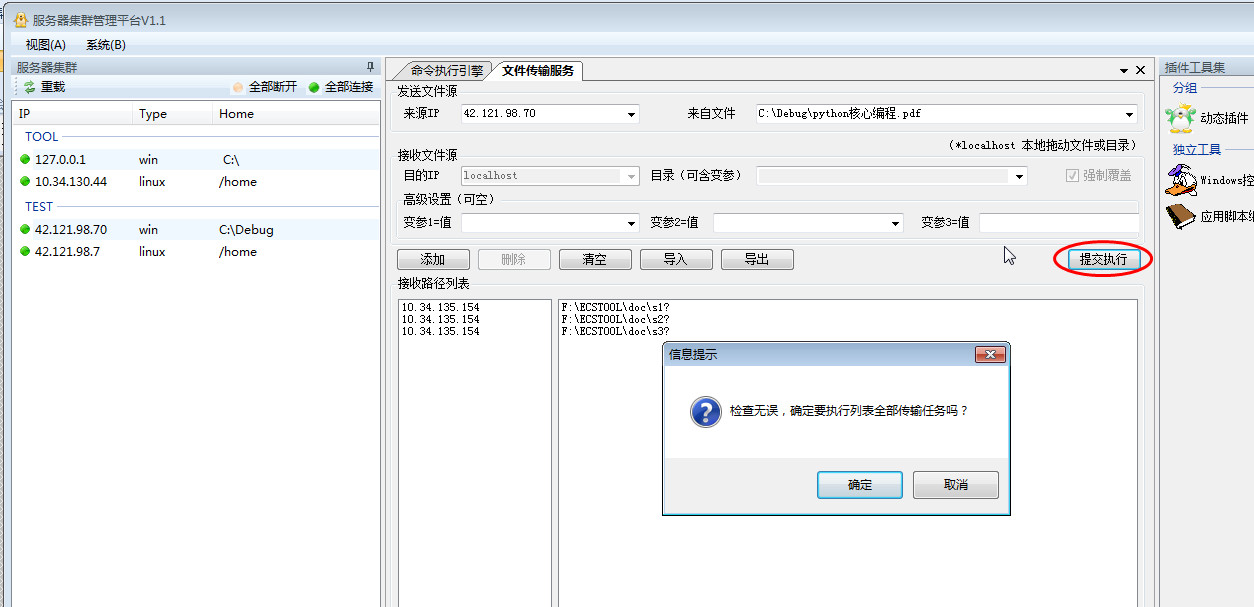 服务器集群管理平台V1.1
视图(A) 系统(B)
服务器集群
重载 全部断开 全部连接
IP Type Home
TOOL
127.0.0.1 win C:\
10.34.130.44 linux /home
TEST
42.121.98.70 win C:\Debug
42.121.98.7 linux /home
命令执行引擎 文件传输服务
发送文件源
来源IP 42.121.98.70 来自文件 C:\Debug\python核心编程.pdf
(*localhost 本地拖动文件或目录)
接收文件源
目的IP localhost 目录（可含变参） 强制覆盖
高级设置（可空）
变参1=值 变参2=值 变参3=值
添加 删除 清空 导入 导出 提交执行
接收路径列表
10.34.135.154 F:\ECSTOOL\doc\s1?
10.34.135.154 F:\ECSTOOL\doc\s2?
10.34.135.154 F:\ECSTOOL\doc\s3?
信息提示
检查无误，确定要执行列表全部传输任务吗？
确定 取消
插件工具集
分组
动态插件
独立工具
Windows控
应用脚本